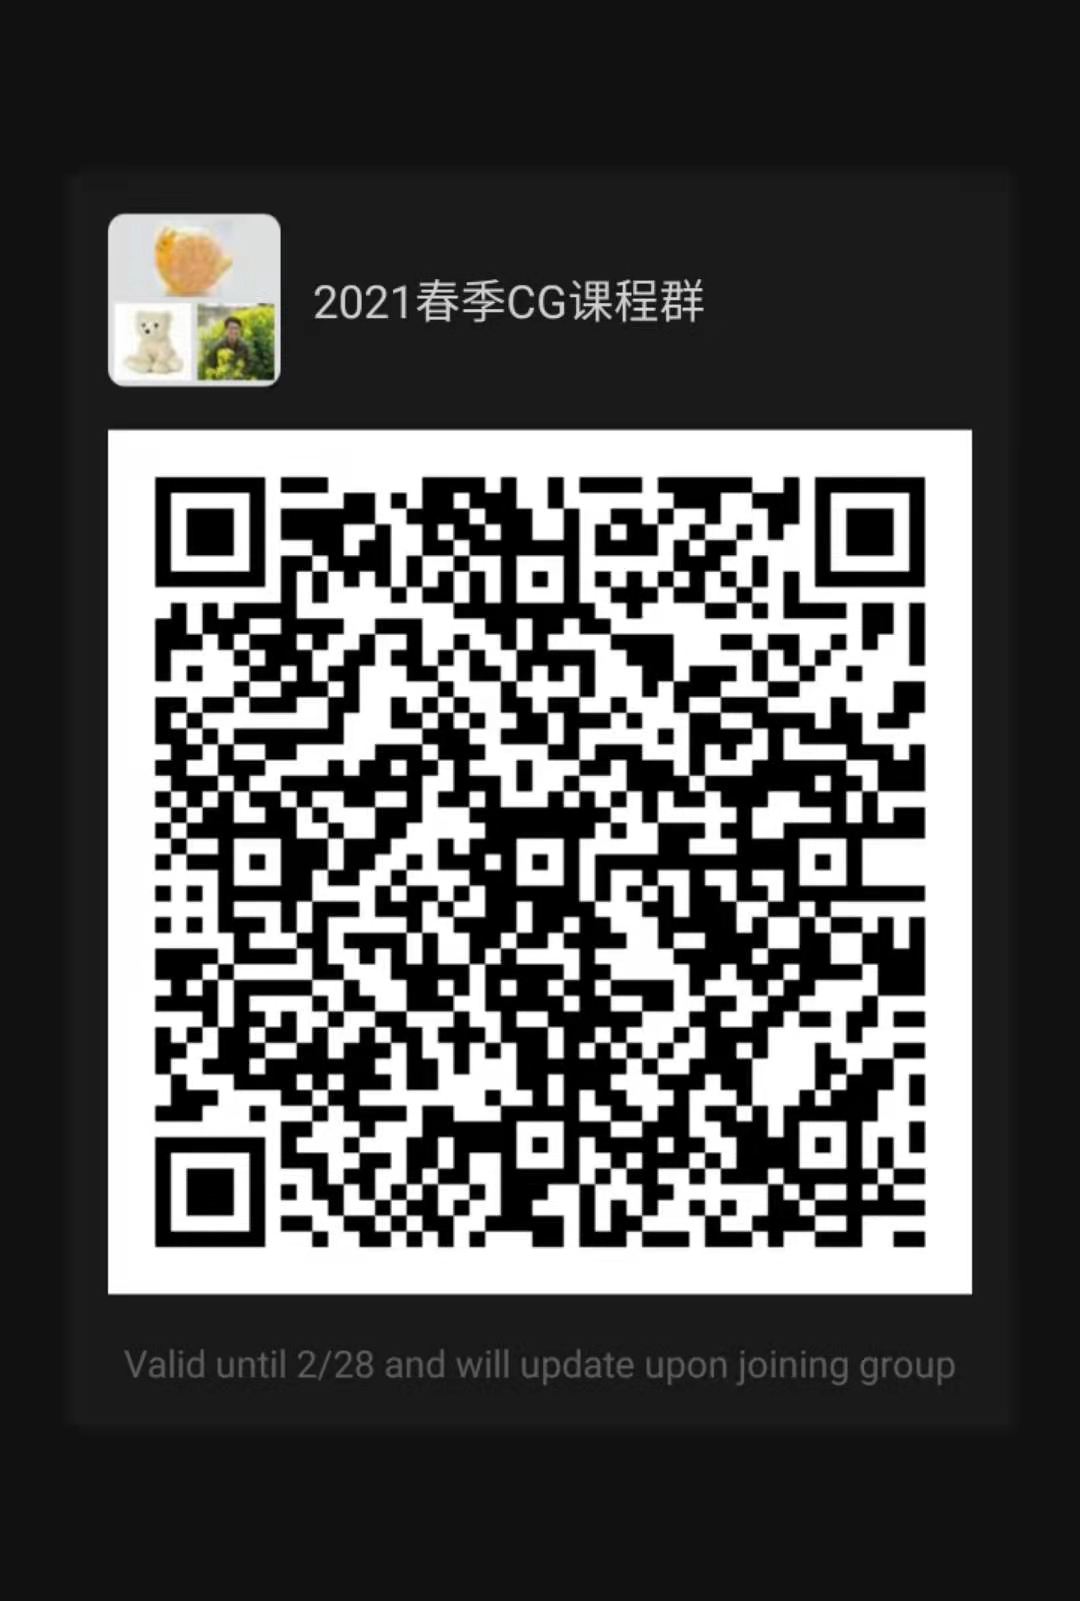 2021春季CG课程群
Valid until 2/28 and will update upon joining group